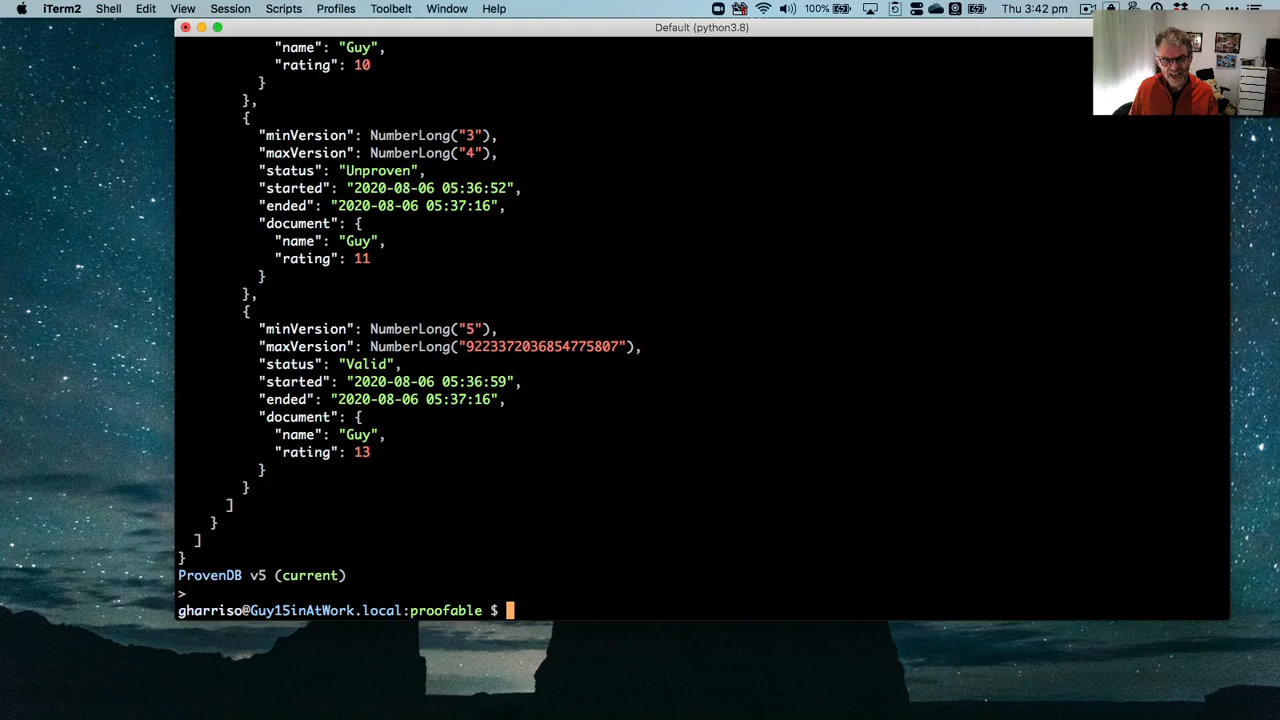 iTerm2 Shell Edit View Session Scripts Profiles Toolbelt Window Help 100% Thu 3:42 pm
Default (python3.8)
"name": "Guy",
"rating": 10
}
},
{
"minVersion": NumberLong("3"),
"maxVersion": NumberLong("4"),
"status": "Unproven",
"started": "2020-08-06 05:36:52",
"ended": "2020-08-06 05:37:16",
"document": {
"name": "Guy",
"rating": 11
}
},
{
"minVersion": NumberLong("5"),
"maxVersion": NumberLong("9223372036854775807"),
"status": "Valid",
"started": "2020-08-06 05:36:59",
"ended": "2020-08-06 05:37:16",
"document": {
"name": "Guy",
"rating": 13
}
}
]
}
]
}
ProvenDB v5 (current)
>
gharriso@Guy15inAtWork.local:proofable $